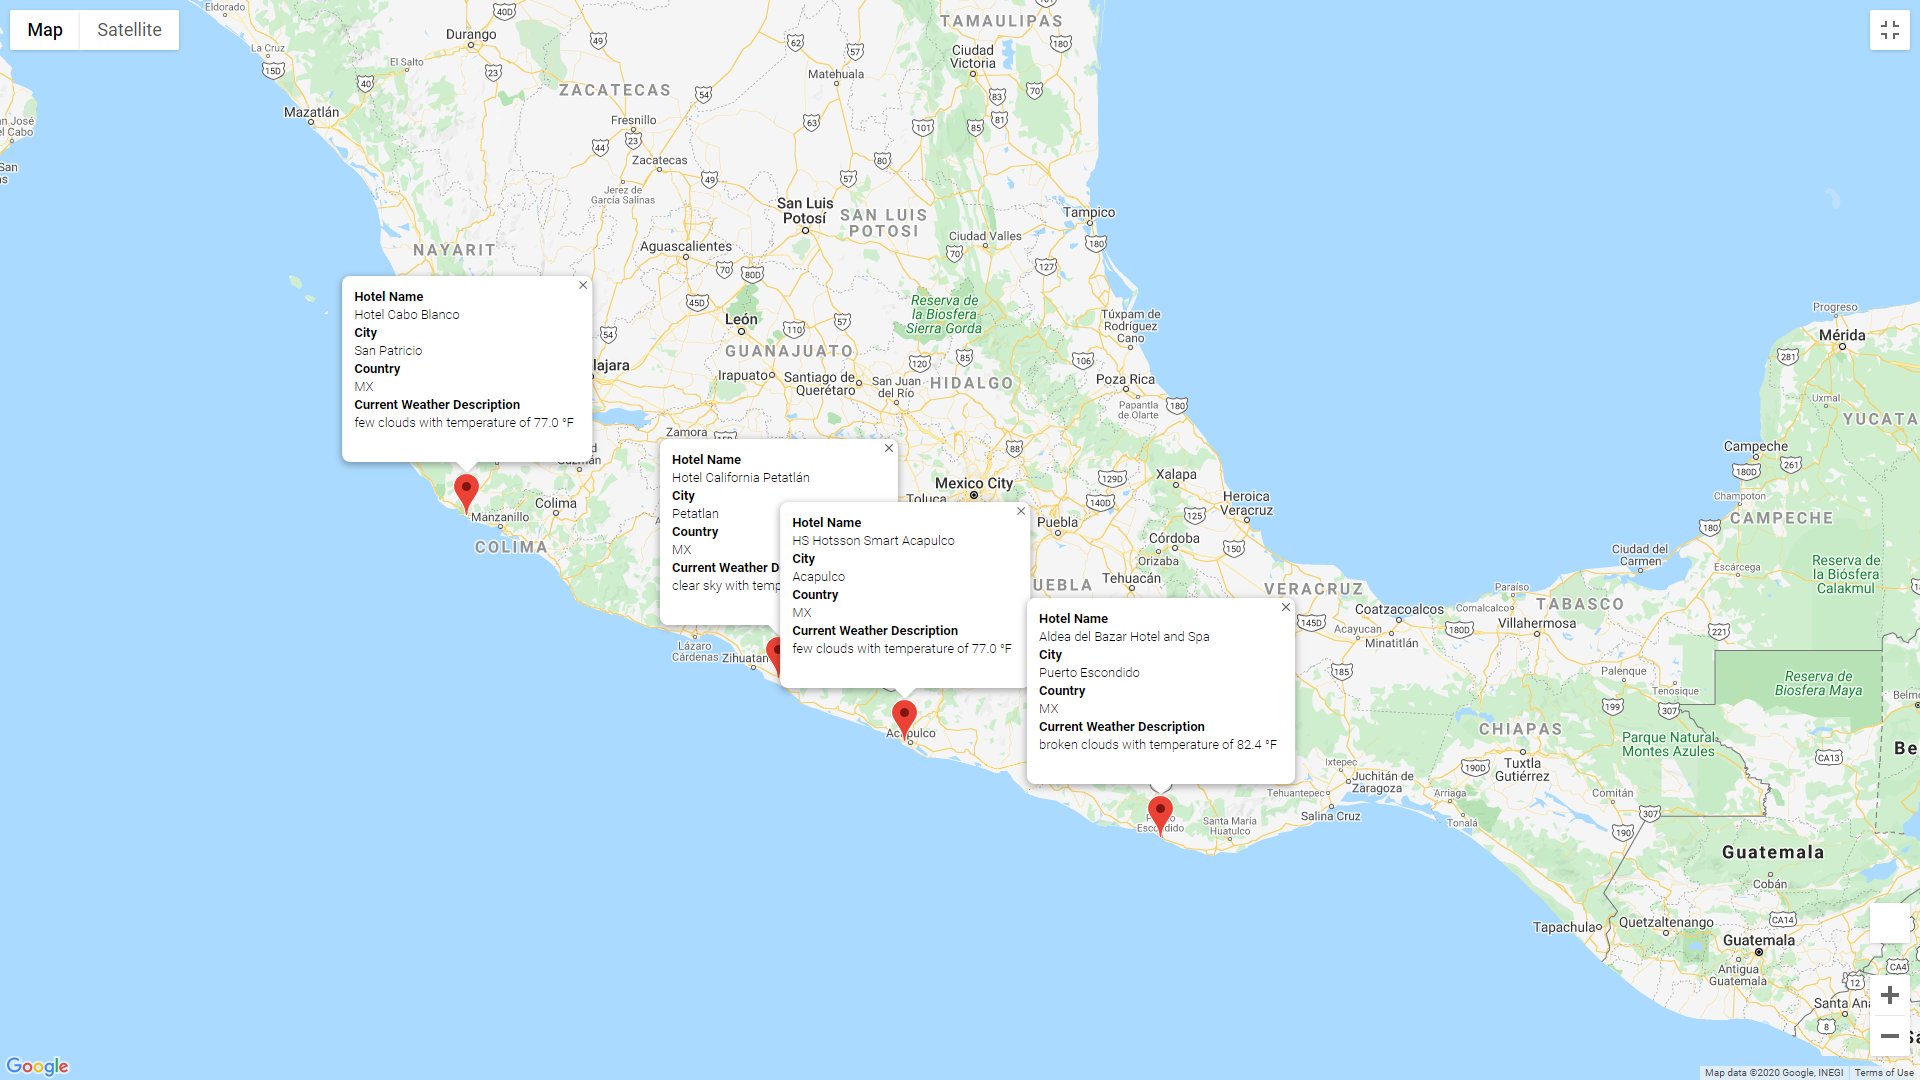 Map
Satellite
Hotel Name
Hotel Cabo Blanco
City
San Patricio
Country
MX
Current Weather Description
few clouds with temperature of 77.0 °F
Hotel Name
Hotel California Petatlán
City
Petatlan
Country
MX
Current Weather D
clear sky with temp
Hotel Name
HS Hotsson Smart Acapulco
City
Acapulco
Country
MX
Current Weather Description
few clouds with temperature of 77.0 °F
Hotel Name
Aldea del Bazar Hotel and Spa
City
Puerto Escondido
Country
MX
Current Weather Description
broken clouds with temperature of 82.4 °F
Eldorado
La Cruz
El Salto
Durango
Mazatlán
ZACATECAS
Fresnillo
Zacatecas
Jerez de
García Salinas
Matehuala
TAMAULIPAS
Ciudad
Victoria
San Luis
Potosí
SAN LUIS
POTOSI
Tampico
Ciudad Valles
NAYARIT
Aguascalientes
León
GUANAJUATO
Irapuato
Santiago de
Querétaro
San Juan
del Río
HIDALGO
Reserva de
la Biosfera
Sierra Gorda
Túxpam de
Rodríguez
Cano
Poza Rica
Papantla
de Olarte
lajara
Zamora
Colima
Manzanillo
COLIMA
Toluca
Mexico City
Puebla
Xalapa
Heroica
Veracruz
Córdoba
Orizaba
Tehuacán
UEBLA
VERACRUZ
Lázaro
Cárdenas
Zihuatan
Acapulco
Coatzacoalcos
Acayucan
Minatitlán
Comalcalco
Paraíso
TABASCO
Villahermosa
Ciudad del
Carmen
Escárcega
Champoton
CAMPECHE
Campeche
Uxmal
Mérida
Progreso
YUCATA
Reserva de
la Biósfera
Calakmul
Reserva de
Biosfera Maya
Palenque
Tenosique
CHIAPAS
Parque Natural
Montes Azules
Tuxtla
Gutiérrez
Ixtepec
Juchitán de
Zaragoza
Tehuantepec
Salina Cruz
Santa Maria
Huatulco
Arriaga
Tonalá
Comitán
Guatemala
Cobán
Quetzaltenango
Tapachula
Guatemala
Antigua
Guatemala
Santa Ana
Belmo
Be
Google
Map data ©2020 Google, INEGI
Terms of Use